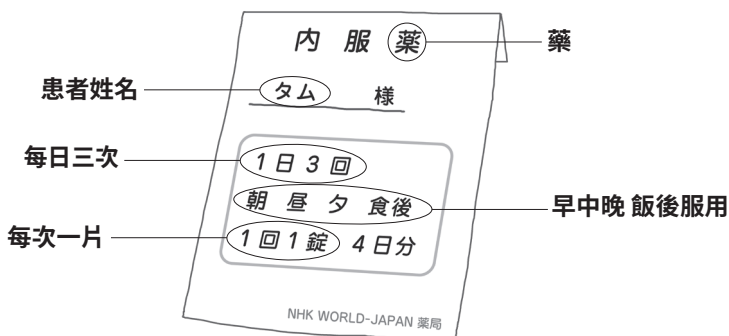 内 服 薬
藥
患者姓名
タム 様
每日三次
1日3回
朝 昼 夕 食後
早中晚 飯後服用
每次一片
1回1錠 4日分
NHK WORLD-JAPAN 薬局